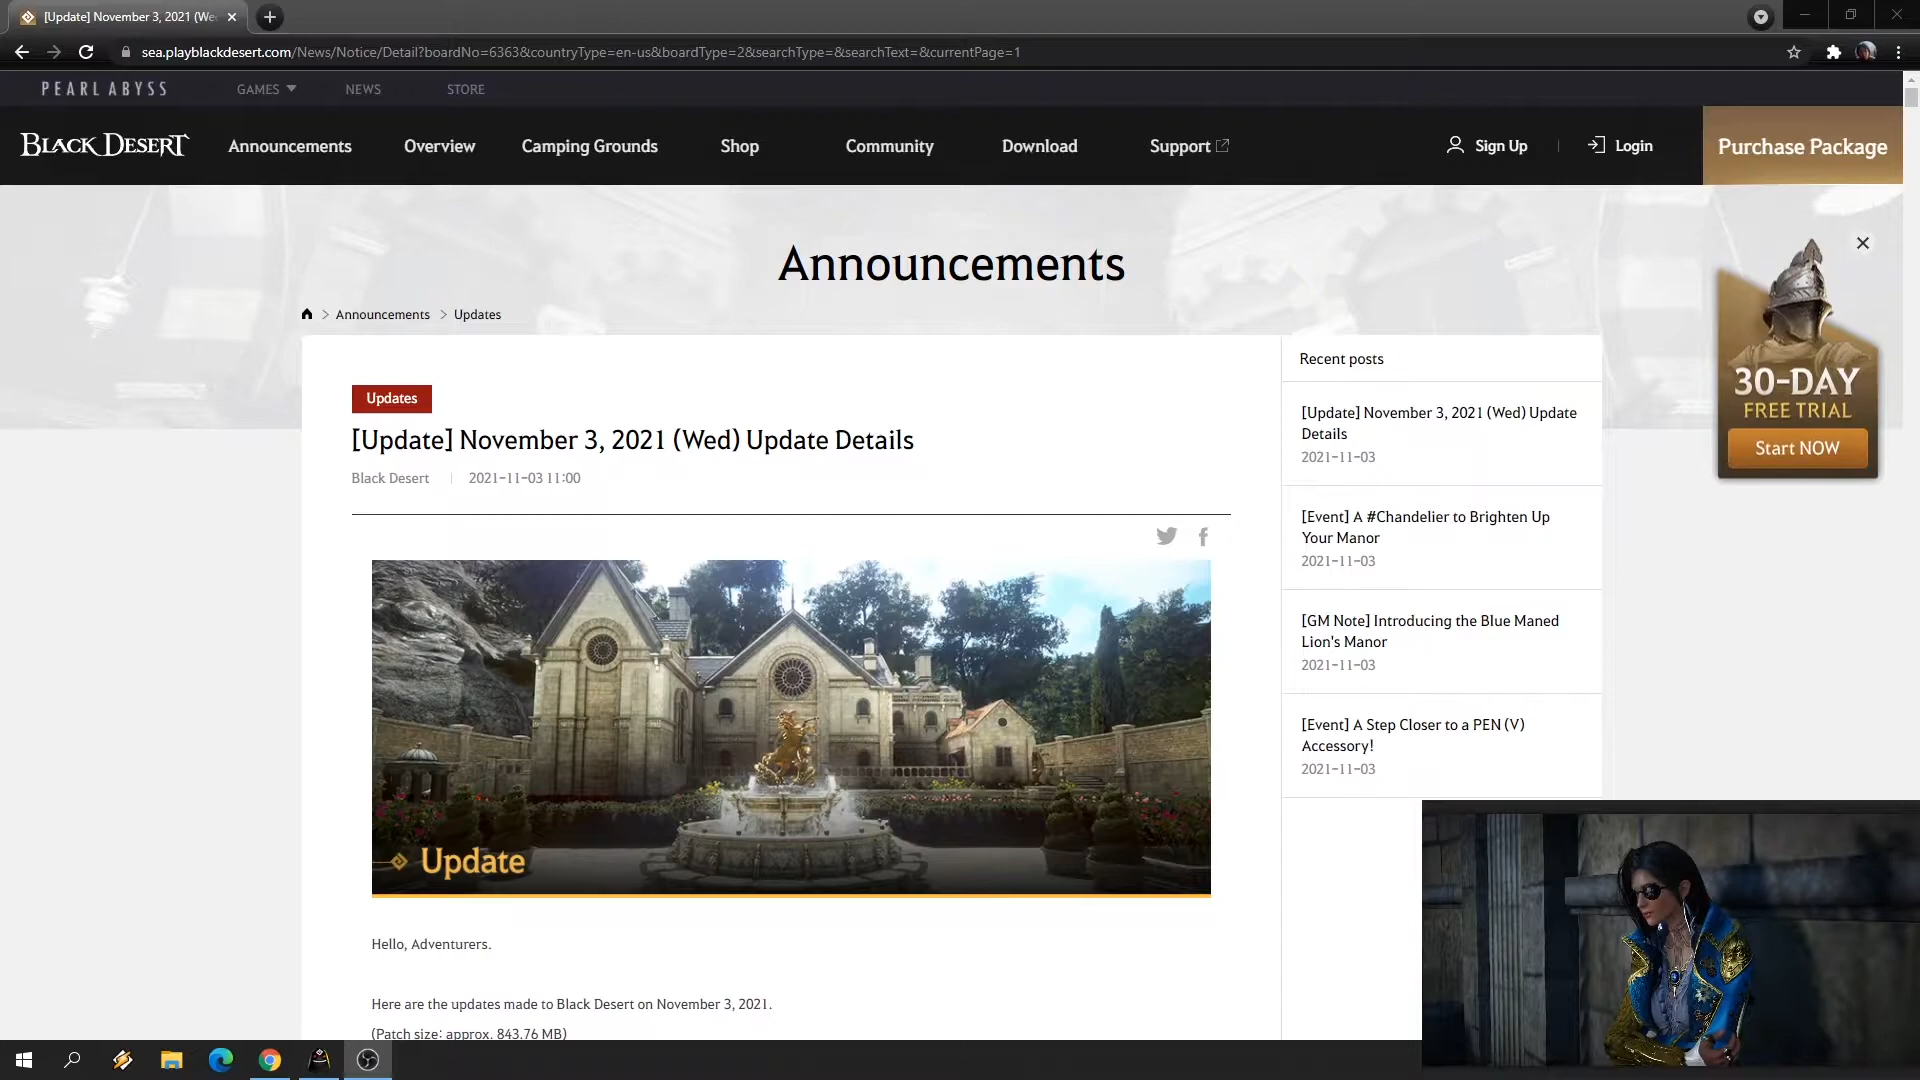 [Update] November 3, 2021 (We
sea.playblackdesert.com/News/Notice/Detail?boardNo=6363&countryType=en-us&boardType=2&searchType=&searchText=&currentPage=1
PEARL ABYSS
GAMES
NEWS
STORE
BLACK DESERT
Announcements
Overview
Camping Grounds
Shop
Community
Download
Support
Sign Up
Login
Purchase Package
Announcements
Announcements
Updates
30-DAY
FREE TRIAL
Start NOW
Updates
[Update] November 3, 2021 (Wed) Update Details
Black Desert
2021-11-03 11:00
Update
Hello, Adventurers.
Here are the updates made to Black Desert on November 3, 2021.
(Patch size: approx. 843.76 MB)
Recent posts
[Update] November 3, 2021 (Wed) Update
Details
2021-11-03
[Event] A #Chandelier to Brighten Up
Your Manor
2021-11-03
[GM Note] Introducing the Blue Maned
Lion's Manor
2021-11-03
[Event] A Step Closer to a PEN (V)
Accessory!
2021-11-03